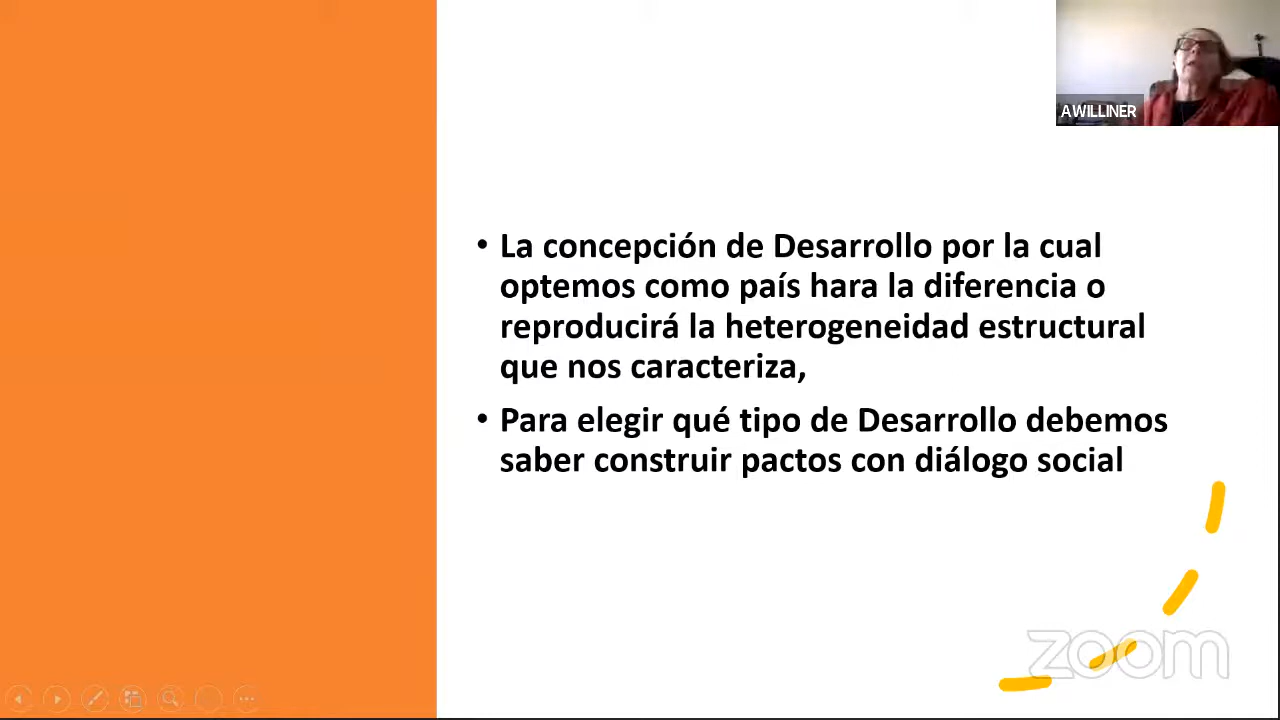 AWILLINER
• La concepción de Desarrollo por la cual
optemos como país hara la diferencia o
reproducirá la heterogeneidad estructural
que nos caracteriza,
• Para elegir qué tipo de Desarrollo debemos
saber construir pactos con diálogo social
zoom